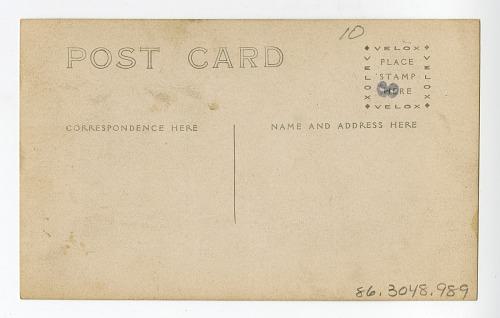 10
POST CARD
VELOX
VELOX
PLACE
STAMP
HERE
VELOX
VELOX
CORRESPONDENCE HERE
NAME AND ADDRESS HERE
86.3048.989